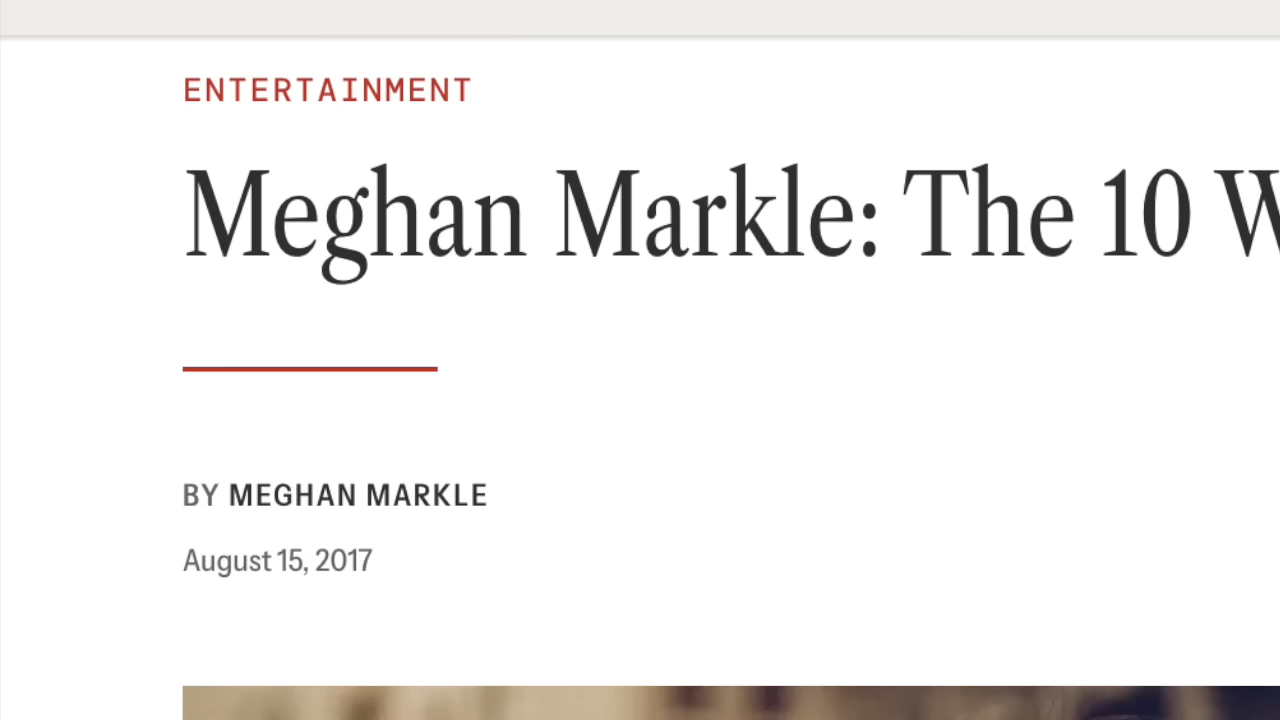 ENTERTAINMENT
Meghan Markle: The 10 W
BY MEGHAN MARKLE
August 15, 2017